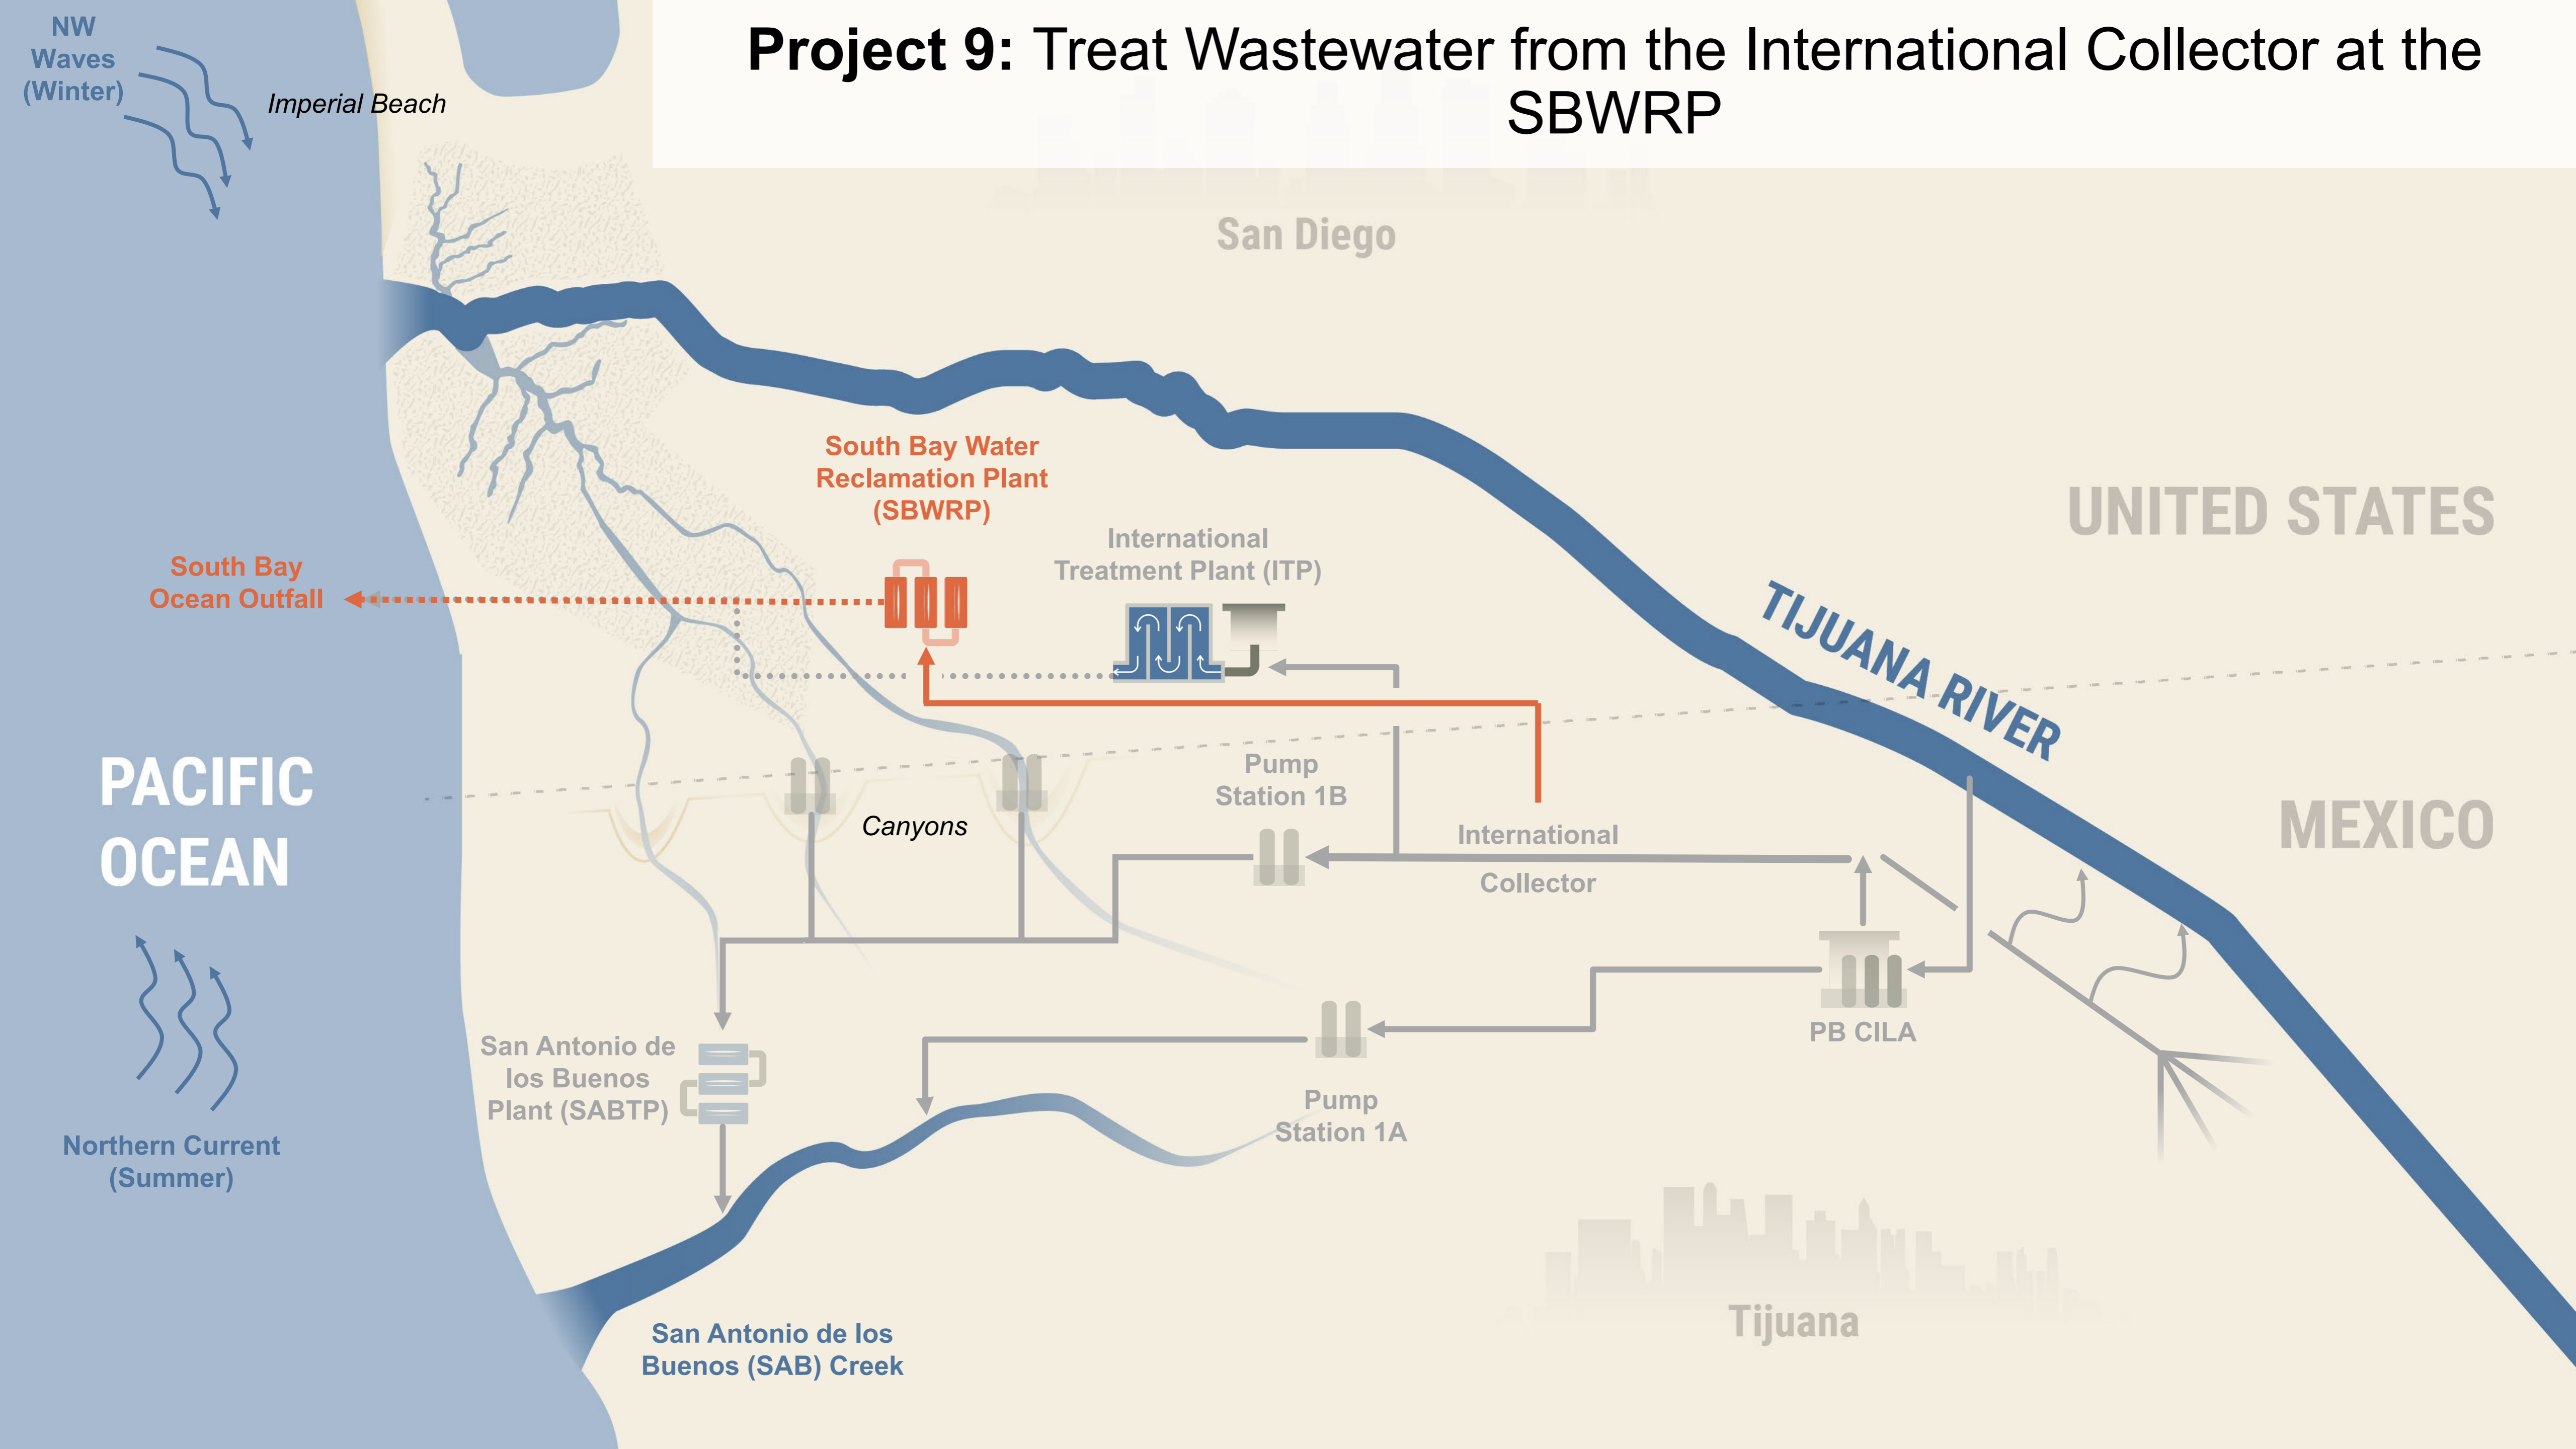 Project 9: Treat Wastewater from the International Collector at the
SBWRP
NW
Waves
(Winter)
Imperial Beach
San Diego
South Bay Water
Reclamation Plant
(SBWRP)
UNITED STATES
International
Treatment Plant (ITP)
South Bay
Ocean Outfall
TIJUANA RIVER
PACIFIC
OCEAN
Pump
Station 1B
Canyons
International
Collector
MEXICO
PB CILA
San Antonio de
los Buenos
Plant (SABTP)
Pump
Station 1A
Northern Current
(Summer)
Tijuana
San Antonio de los
Buenos (SAB) Creek